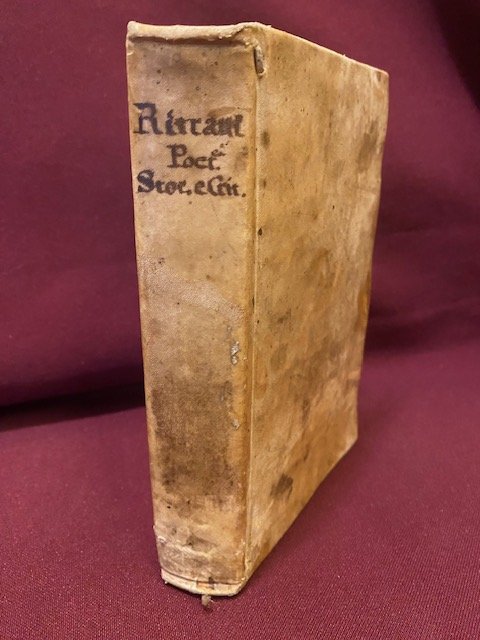 Ritratti
Poet.
Stor. e Crit.